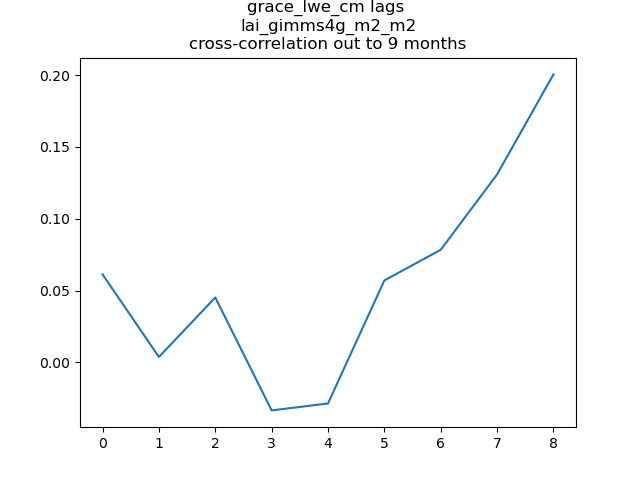 grace_lwe_cm lags
lai_gimms4g_m2_m2
cross-correlation out to 9 months
0.20
0.15
0.10
0.05
0.00
0 1 2 3 4 5 6 7 8